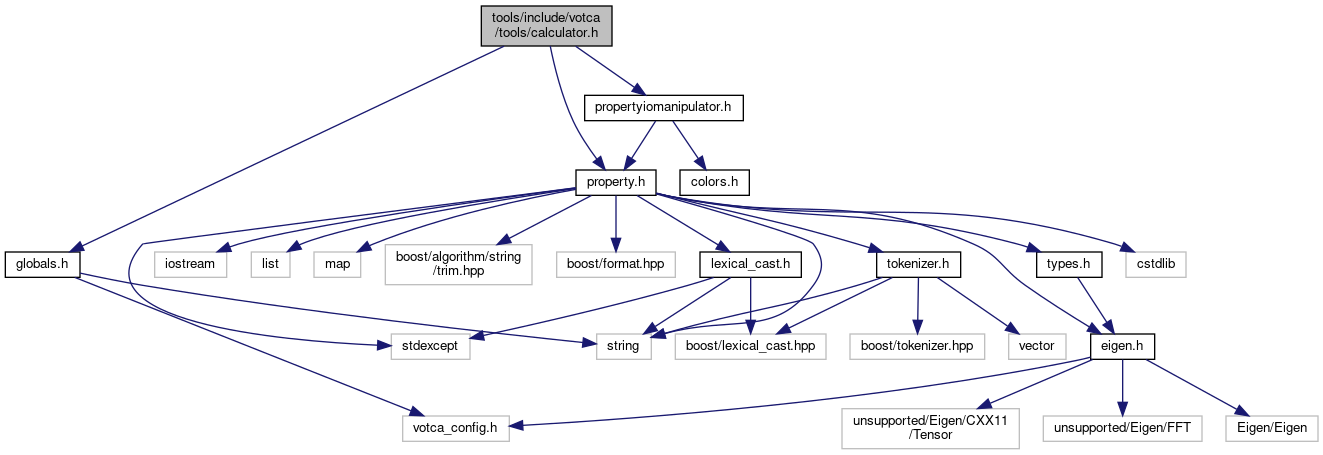 tools/include/votca
/tools/calculator.h
propertyiomanipulator.h
property.h
colors.h
globals.h
iostream
list
map
boost/algorithm/string
/trim.hpp
boost/format.hpp
lexical_cast.h
tokenizer.h
types.h
cstdlib
stdexcept
string
boost/lexical_cast.hpp
boost/tokenizer.hpp
vector
eigen.h
votca_config.h
unsupported/Eigen/CXX11
/Tensor
unsupported/Eigen/FFT
Eigen/Eigen